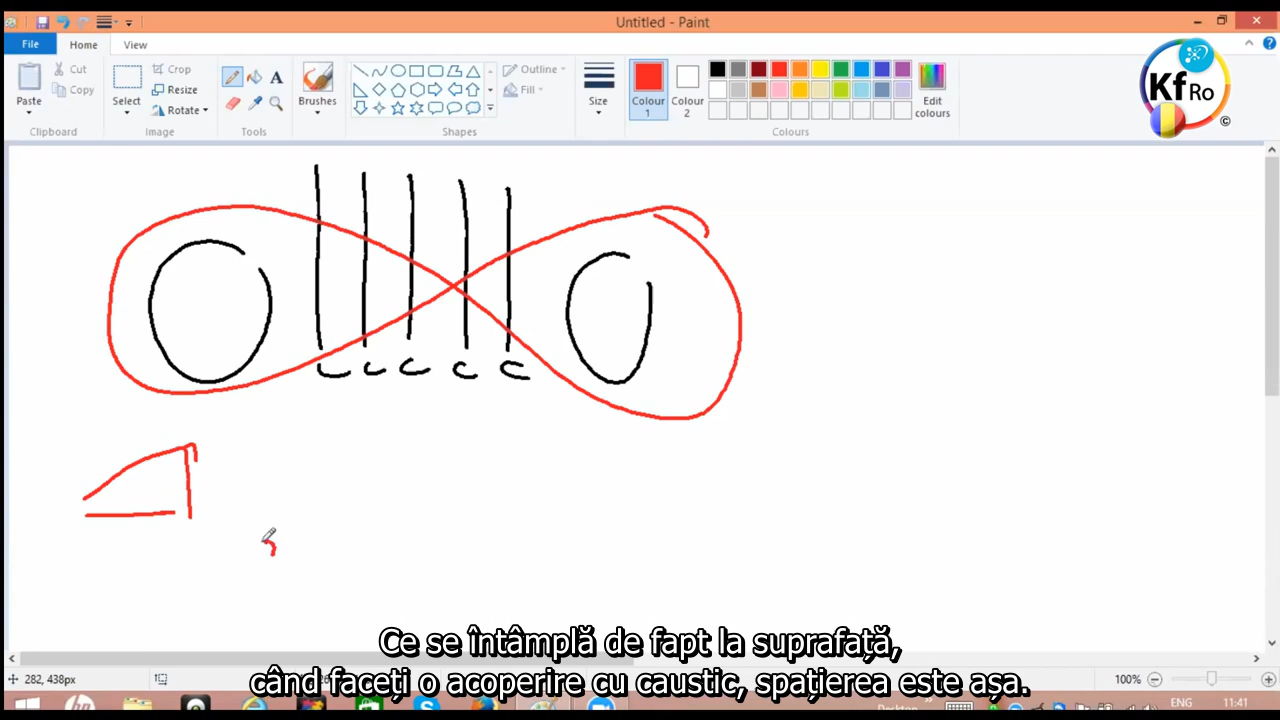 Untitled - Paint
File Home View
Paste
Cut
Copy
Clipboard
Select
Crop
Resize
Rotate
Image
A
Tools
Brushes
Shapes
Outline
Fill
Size
Colour 1
Colour 2
Edit colours
Colours
Kf Ro
©
c c c c c
Ce se întâmplă de fapt la suprafață,
când faceți o acoperire cu caustic, spațierea este așa.
282, 438px
100%
Desktop
ENG
11:41